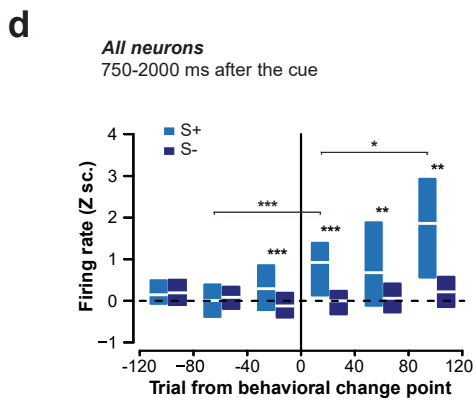 d
All neurons
750-2000 ms after the cue
S+
S-
Firing rate (Z sc.)
4
3
2
1
0
−1
*
**
***
***
**
***
-120
-80
-40
0
40
80
120
Trial from behavioral change point